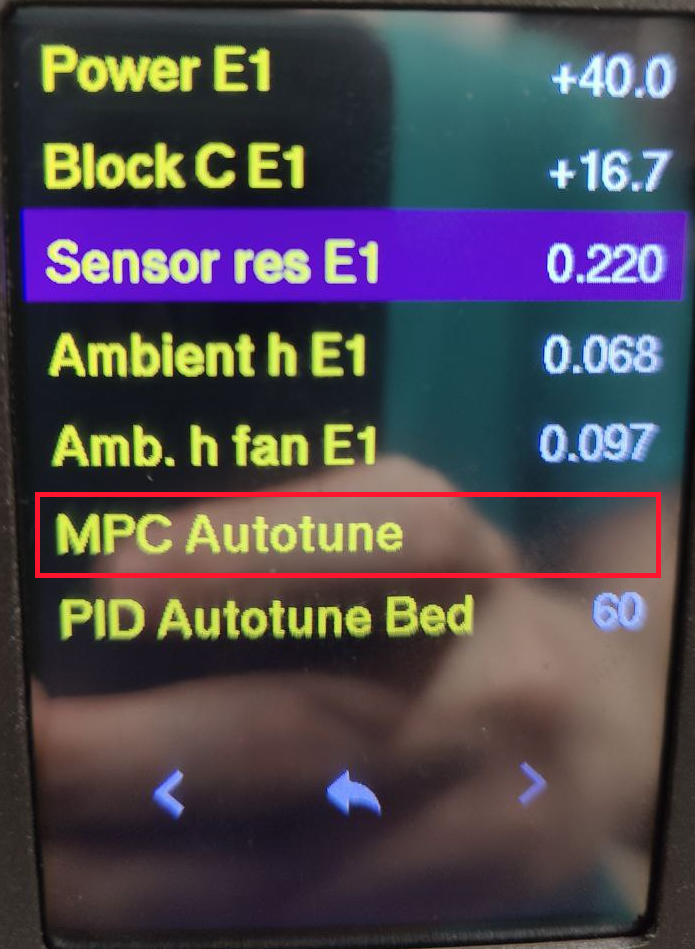 Power E1 +40.0
Block C E1 +16.7
Sensor res E1 0.220
Ambient h E1 0.068
Amb. h fan E1 0.097
MPC Autotune
PID Autotune Bed 60